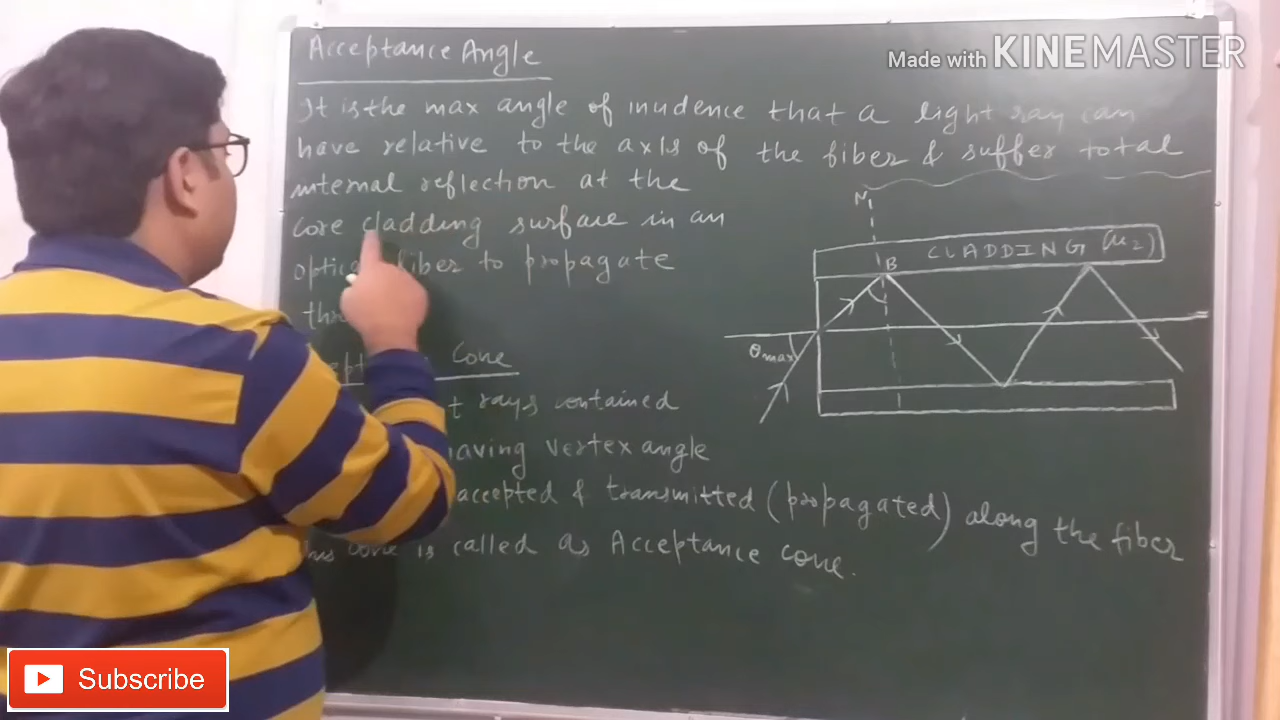 Made with KINEMASTER
Acceptance Angle
It is the max angle of incidence that a light ray can
have relative to the axis of the fiber & suffer total
internal reflection at the
core cladding surface in an
optical fiber to propagate
N
CLADDING (μ2)
B
θmax
Cone
rays contained
having vertex angle
accepted & transmitted (propagated) along the fiber
This cone is called as Acceptance cone.
Subscribe